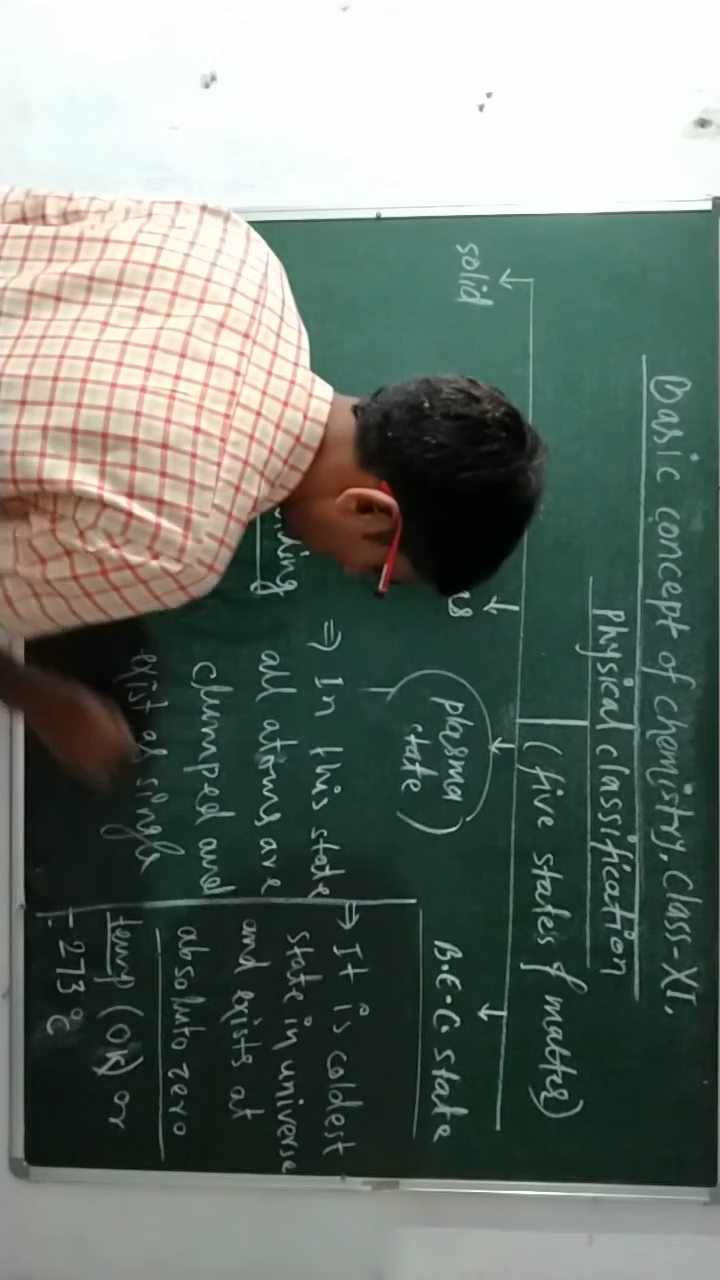 Basic concept of chemistry. Class-XI.
Physical classification
(five states of matter)
solid
plasma
state)
B.E.C. state
⇒ In this state
all atoms are
clumped and
exist as single
⇒ It is coldest
state in universe
and exists at
absoluto zero
temp (0K) or
-273°C